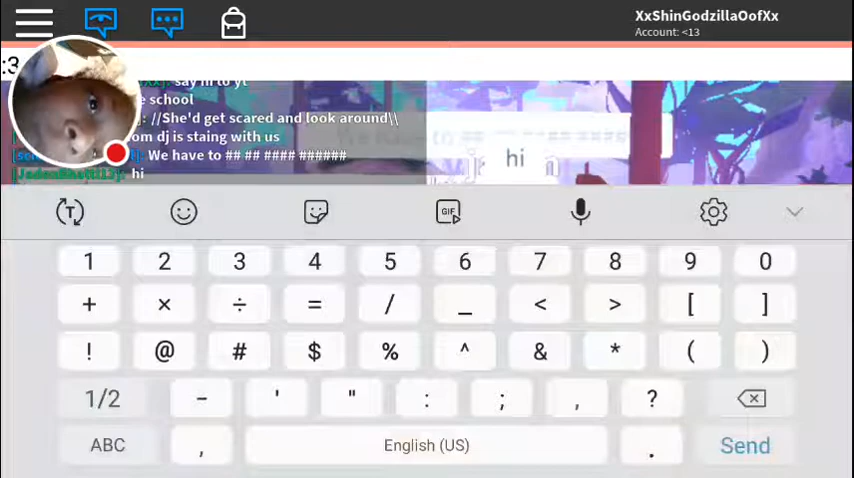 XxShinGodzillaOofXx
Account: <13
:3
say hi to yt
e school
: //She'd get scared and look around\\
om dj is staing with us
We have to ## ## #### ######
hi
hi
GIF
1 2 3 4 5 6 7 8 9 0
+ × ÷ = / _ < > [ ]
! @ # $ % ^ & * ( )
1/2 - ' " : ; , ?
ABC , English (US) . Send